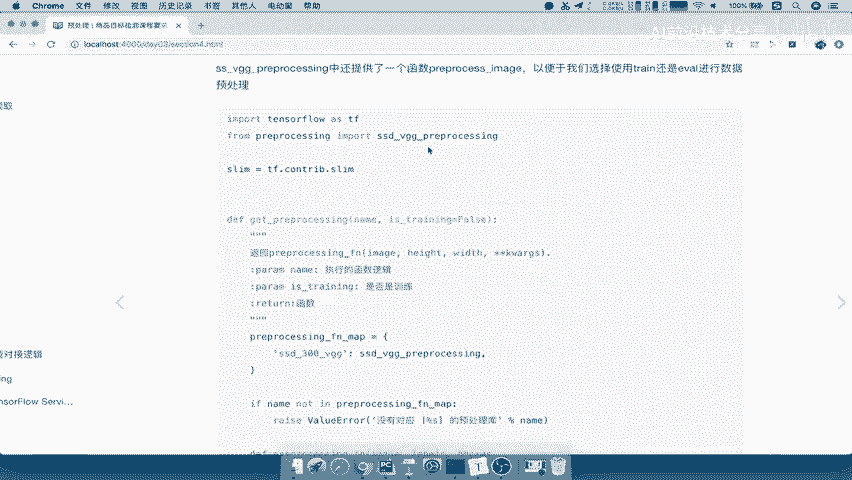 Chrome 文件 修改 视图 历史记录 书签 其他人 电动窗 帮助
100%
预处理 | 商品目标检测
localhost:4000/day03/section4.html
ss_vgg_preprocessing中还提供了一个函数preprocess_image，以便于我们选择使用train还是eval进行数据
预处理
import tensorflow as tf
from preprocessing import ssd_vgg_preprocessing
slim = tf.contrib.slim
def get_preprocessing(name, is_training=False):
"""
返回preprocessing_fn(image, height, width, **kwargs).
:param name: 执行的函数逻辑
:param is_training: 是否是训练
:return:函数
"""
preprocessing_fn_map = {
'ssd_300_vgg': ssd_vgg_preprocessing,
}
if name not in preprocessing_fn_map:
raise ValueError('没有对应 [%s] 的预处理' % name)
对接逻辑
ing
nsorFlow Servi...